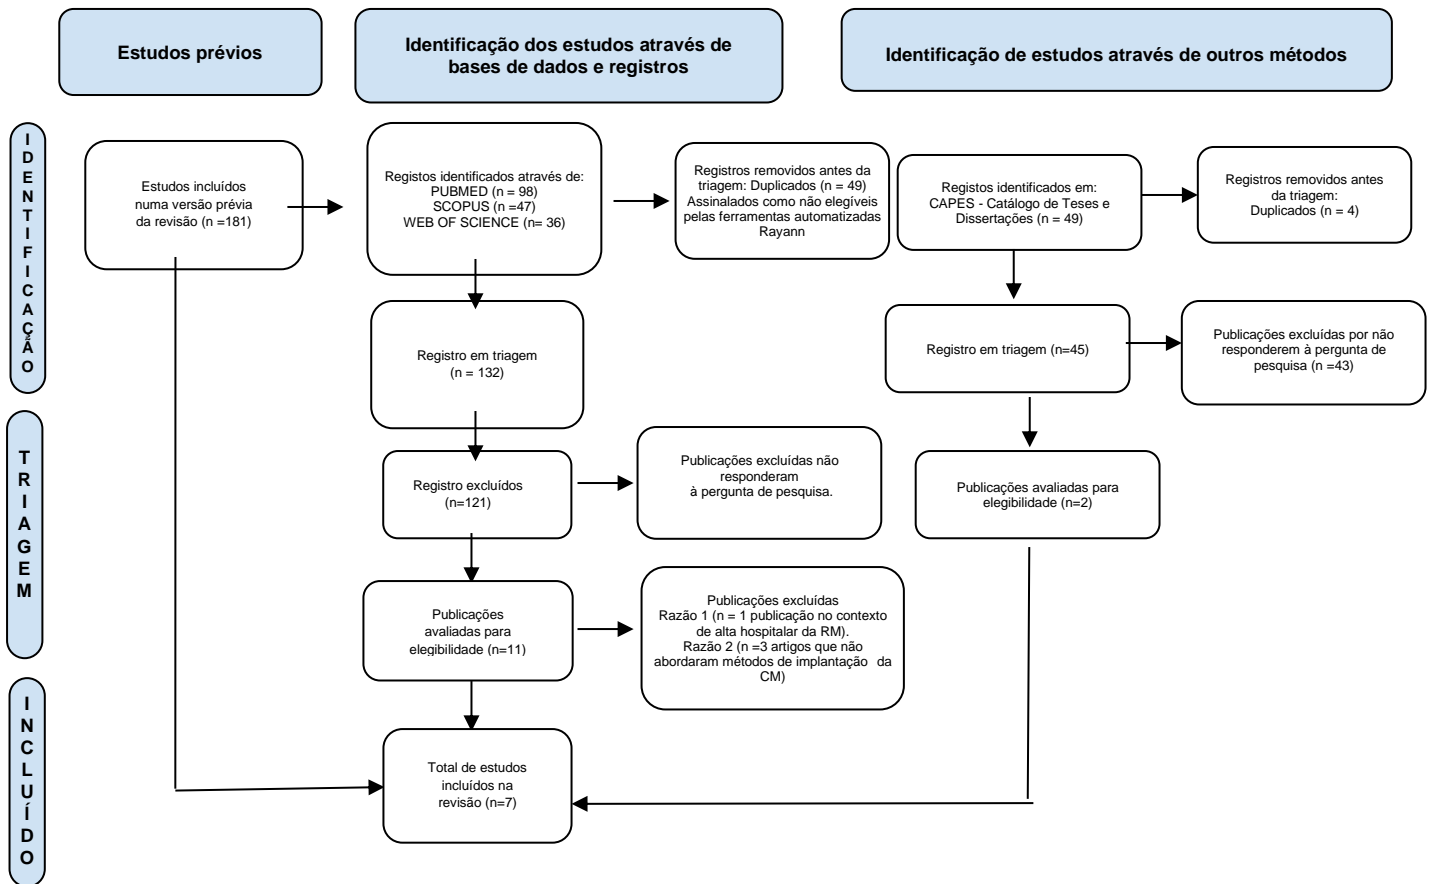 Estudos prévios
Identificação dos estudos através de
bases de dados e registros
Identificação de estudos através de outros métodos
IDENTIFICAÇÃO
Estudos incluídos
numa versão prévia
da revisão (n =181)
Registos identificados através de:
PUBMED (n = 98)
SCOPUS (n =47)
WEB OF SCIENCE (n= 36)
Registros removidos antes da
triagem: Duplicados (n = 49)
Assinalados como não elegíveis
pelas ferramentas automatizadas
Rayann
Registos identificados em:
CAPES - Catálogo de Teses e
Dissertações (n = 49)
Registros removidos antes
da triagem:
Duplicados (n = 4)
Registro em triagem
(n = 132)
Registro em triagem (n=45)
Publicações excluídas por não
responderem à pergunta de
pesquisa (n =43)
TRIAGEM
Registro excluídos
(n=121)
Publicações excluídas não
responderam
à pergunta de pesquisa.
Publicações avaliadas para
elegibilidade (n=2)
Publicações
avaliadas para
elegibilidade (n=11)
Publicações excluídas
Razão 1 (n = 1 publicação no contexto
de alta hospitalar da RM).
Razão 2 (n =3 artigos que não
abordaram métodos de implantação da
CM)
INCLUÍDO
Total de estudos
incluídos na
revisão (n=7)